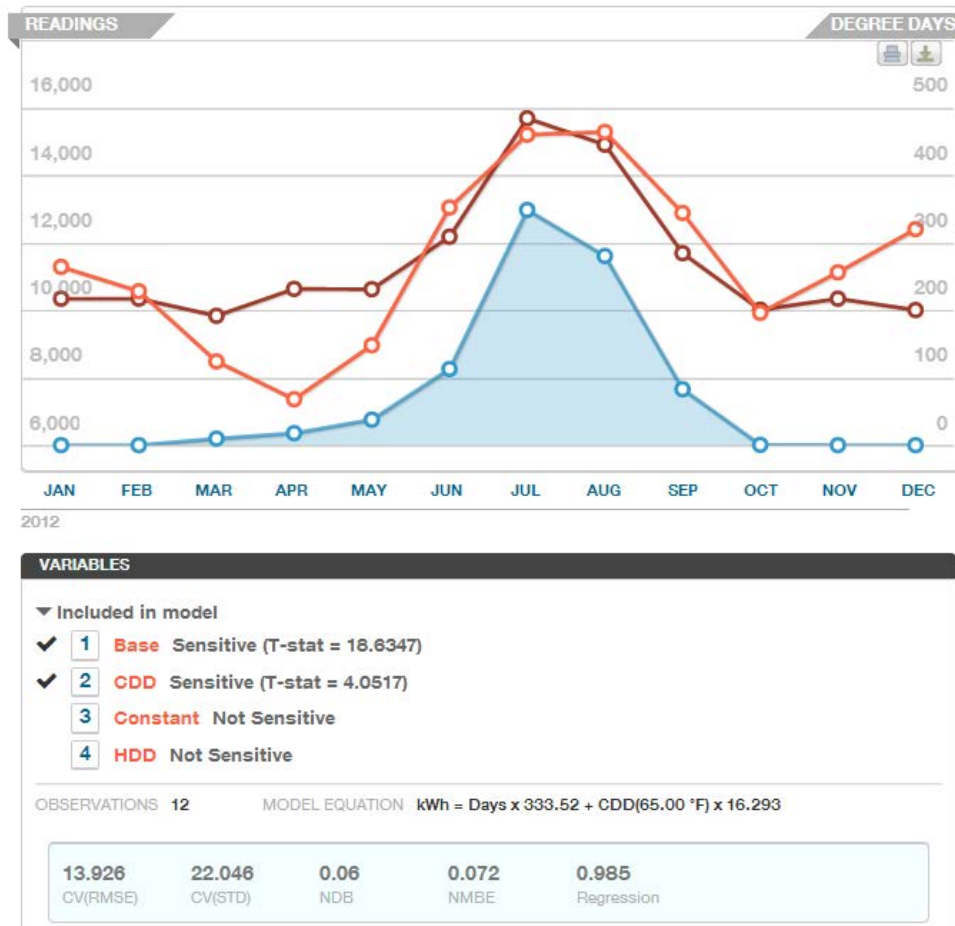 READINGS DEGREE DAYS
16,000 500
14,000 400
12,000 300
10,000 200
8,000 100
6,000 0
JAN FEB MAR APR MAY JUN JUL AUG SEP OCT NOV DEC
2012
VARIABLES
Included in model
1 Base Sensitive (T-stat = 18.6347)
2 CDD Sensitive (T-stat = 4.0517)
3 Constant Not Sensitive
4 HDD Not Sensitive
OBSERVATIONS 12 MODEL EQUATION kWh = Days x 333.52 + CDD(65.00 °F) x 16.293
13.926 22.046 0.06 0.072 0.985
CV(RMSE) CV(STD) NDB NMBE Regression